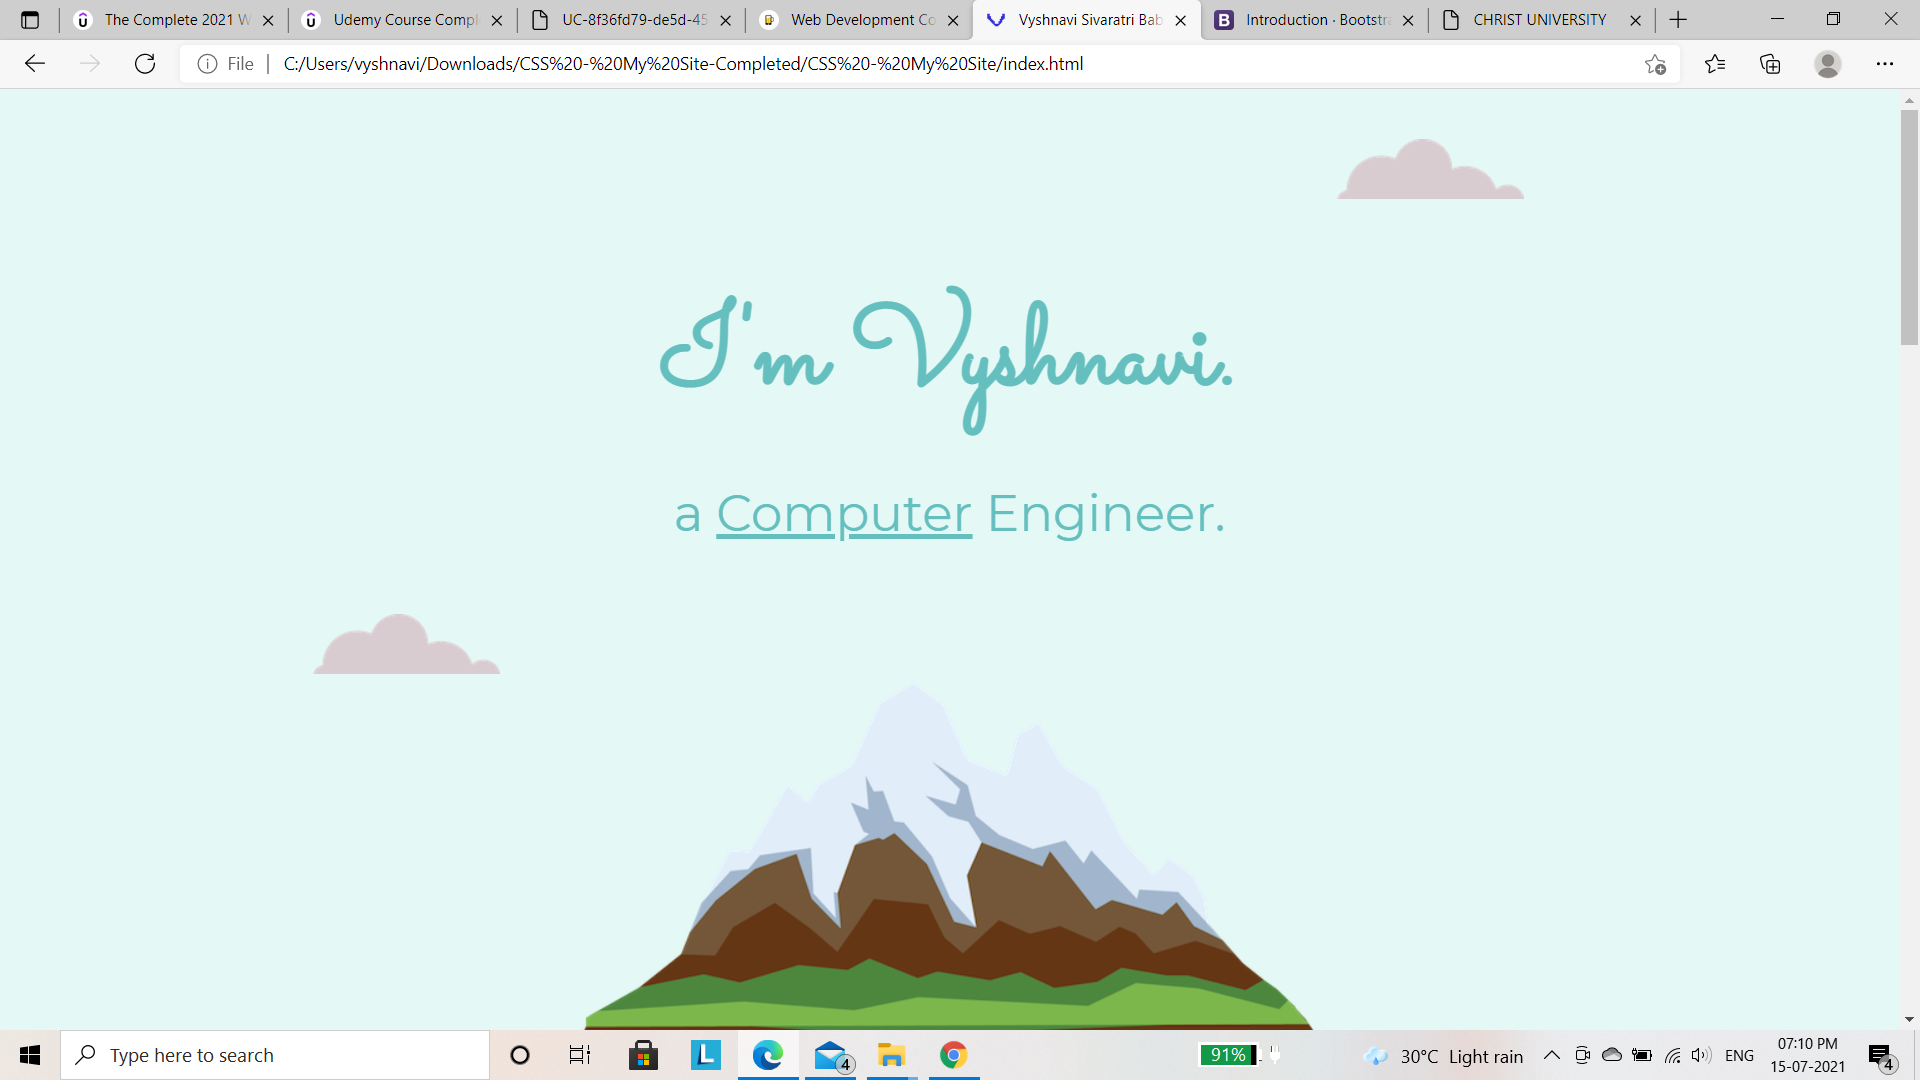 The Complete 2021 W
Udemy Course Compl
UC-8f36fd79-de5d-45
Web Development Co
Vyshnavi Sivaratri Bab
B Introduction · Bootstra
CHRIST UNIVERSITY
File C:/Users/vyshnavi/Downloads/CSS%20-%20My%20Site-Completed/CSS%20-%20My%20Site/index.html
I'm Vyshnavi.
a Computer Engineer.
Type here to search
L
4
91%
30°C Light rain
ENG
07:10 PM
15-07-2021
4